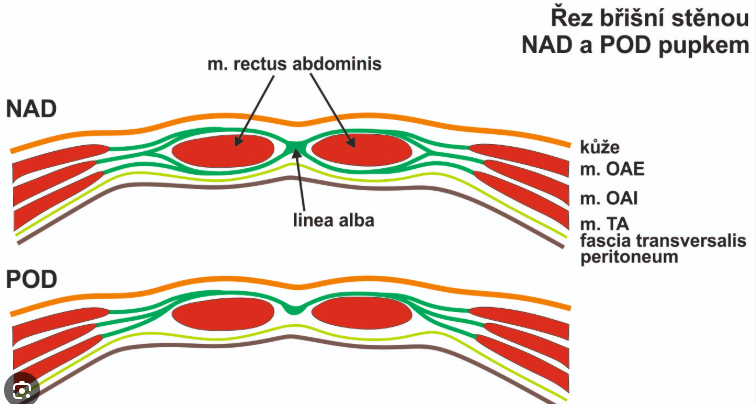 Řez břišní stěnou
NAD a POD pupkem
m. rectus abdominis
NAD
kůže
m. OAE
m. OAI
linea alba
m. TA
fascia transversalis
peritoneum
POD